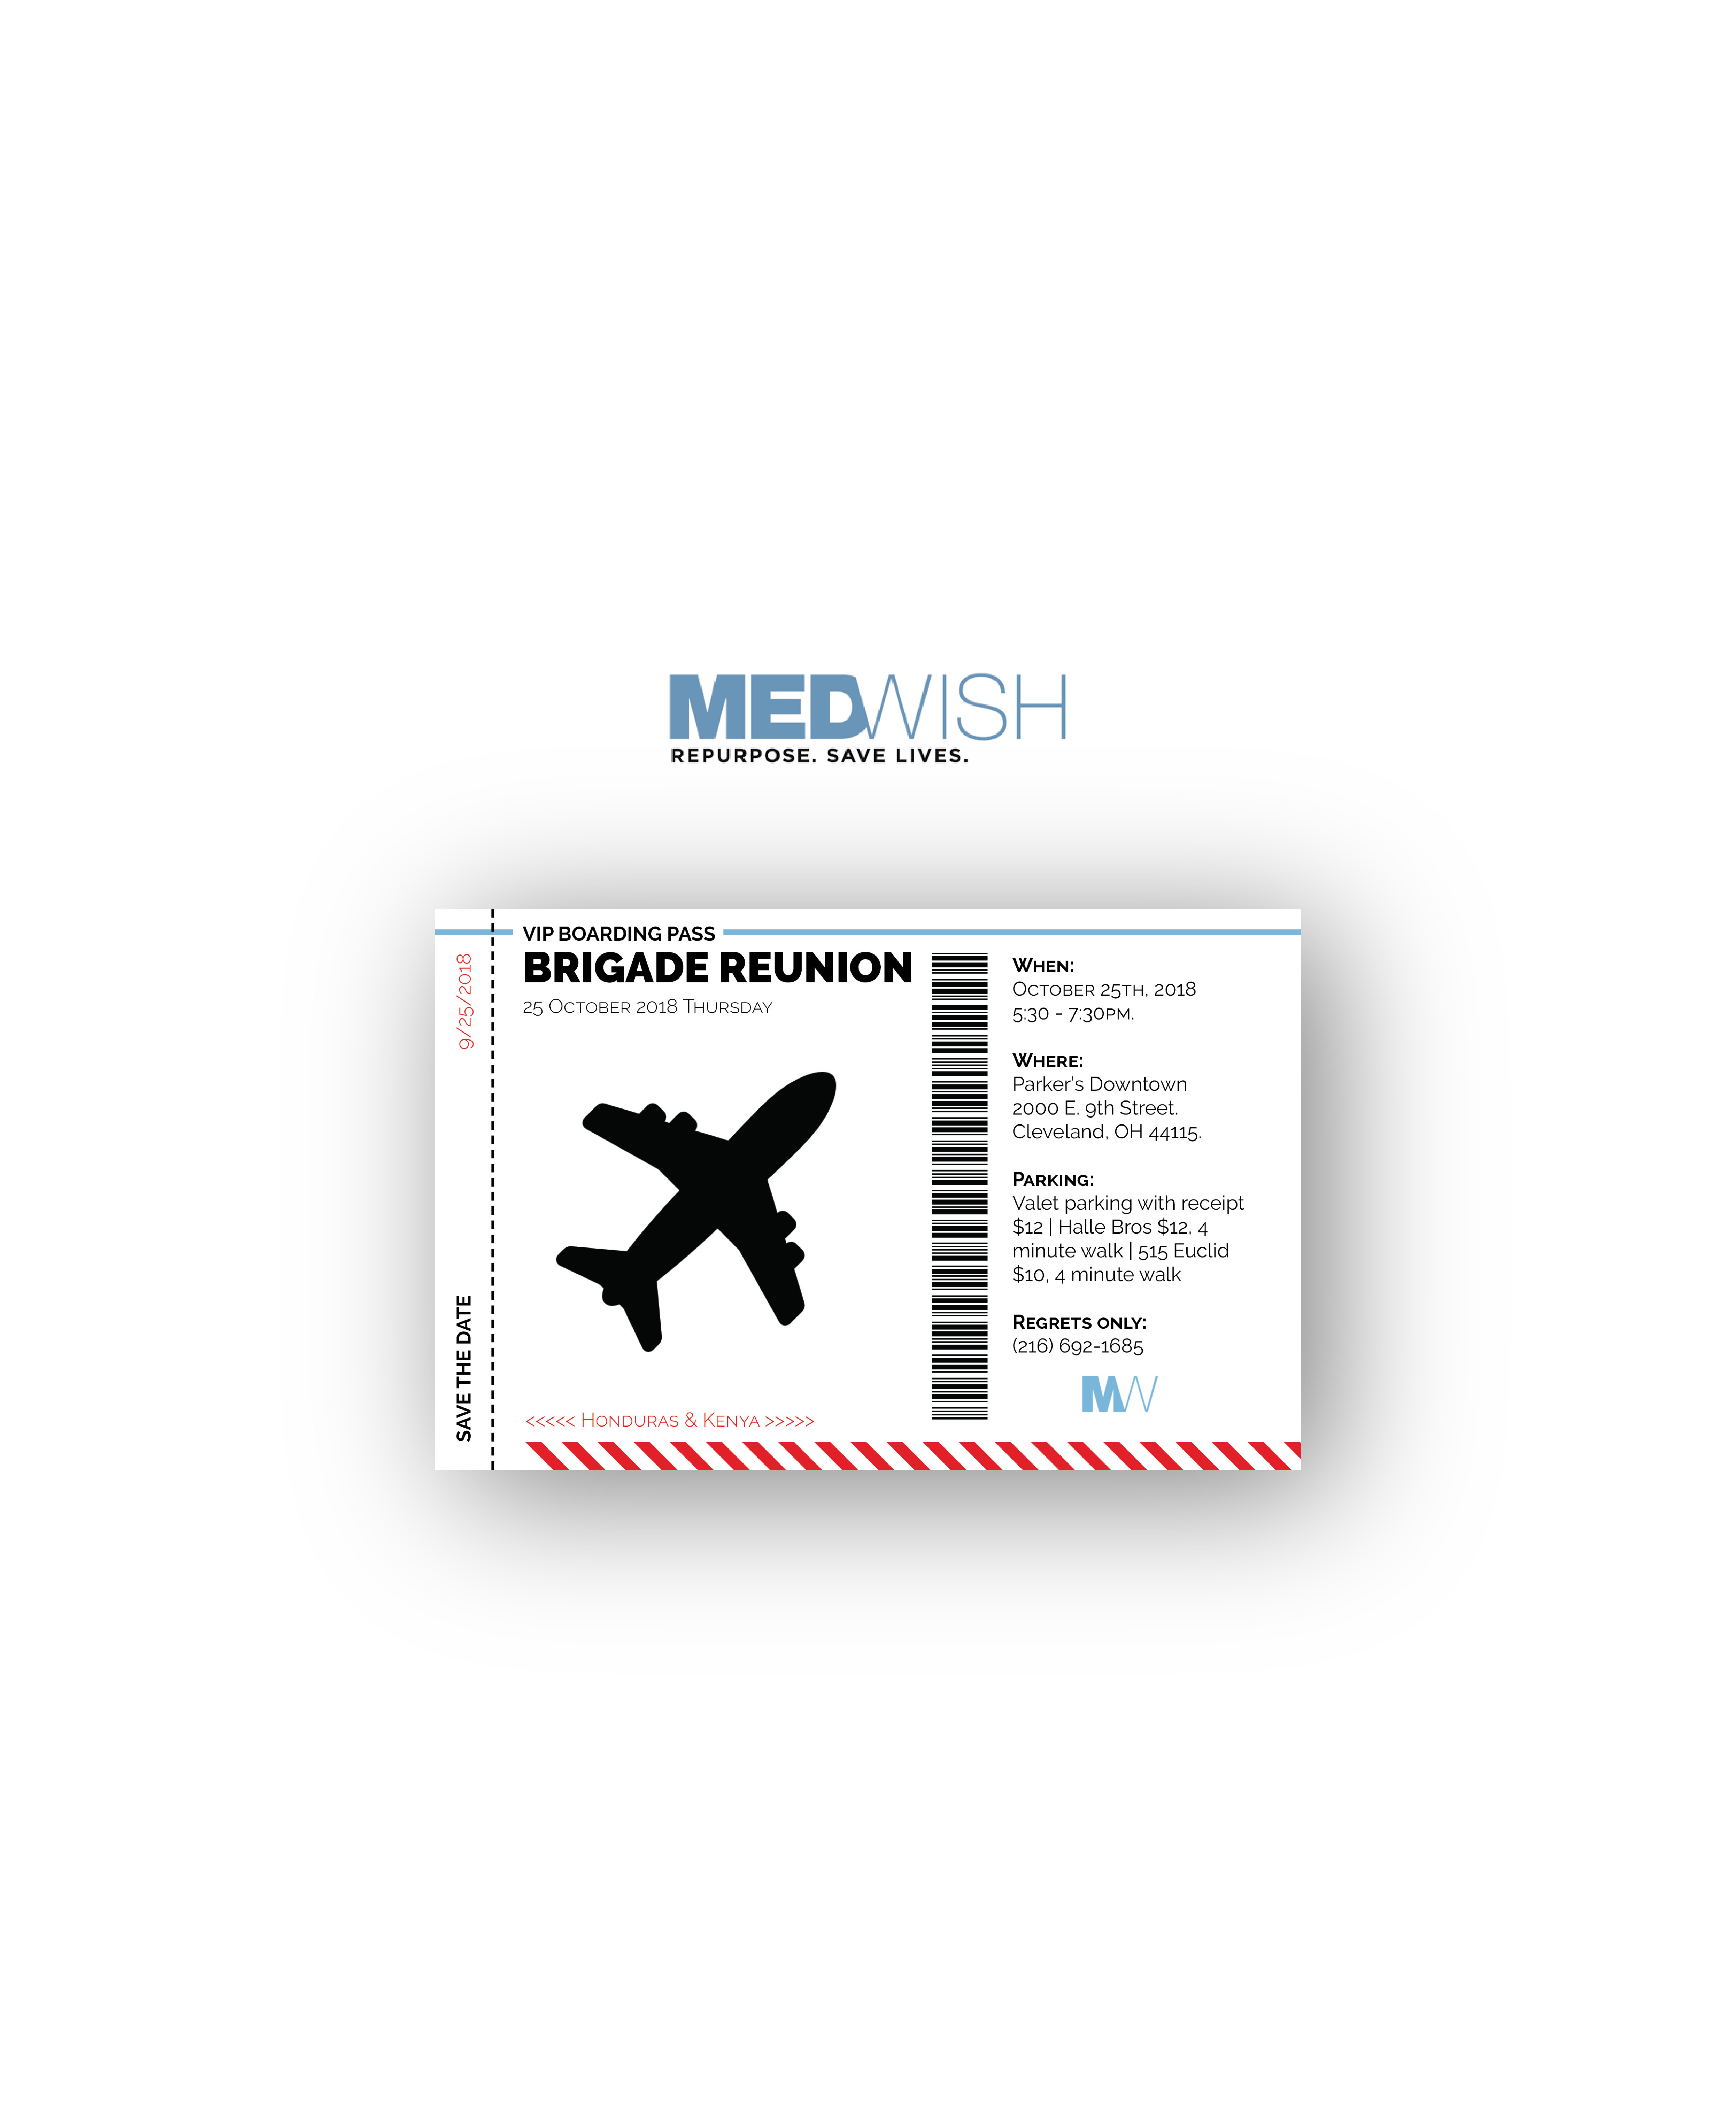 MEDWISH
REPURPOSE. SAVE LIVES.
9/25/2018
SAVE THE DATE
VIP BOARDING PASS
BRIGADE REUNION
25 October 2018 Thursday
<<<<< Honduras & Kenya >>>>>
When:
October 25th, 2018
5:30 - 7:30pm.
Where:
Parker's Downtown
2000 E. 9th Street.
Cleveland, OH 44115.
Parking:
Valet parking with receipt
$12 | Halle Bros $12, 4
minute walk | 515 Euclid
$10, 4 minute walk
Regrets only:
(216) 692-1685
MW